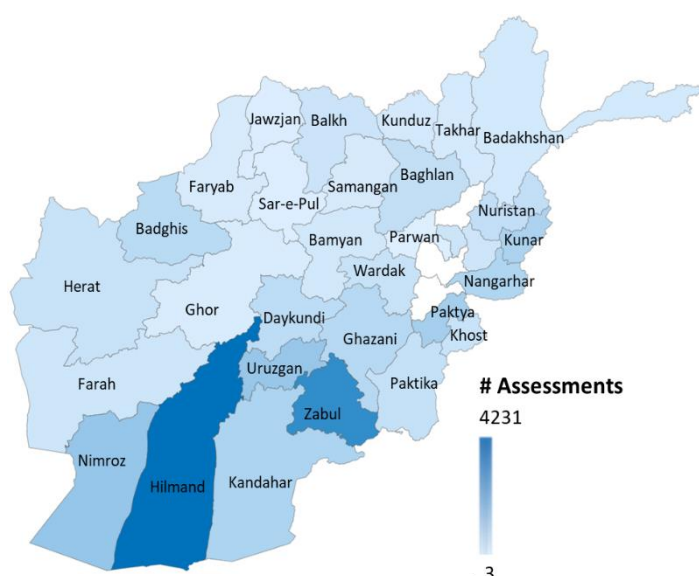 Jawzjan
Balkh
Kunduz
Takhar
Badakhshan
Faryab
Samangan
Baghlan
Sar-e-Pul
Badghis
Nuristan
Bamyan
Parwan
Kunar
Wardak
Herat
Nangarhar
Ghor
Daykundi
Paktya
Ghazani
Khost
Uruzgan
Farah
Paktika
# Assessments
4231
Zabul
Nimroz
Hilmand
Kandahar
3